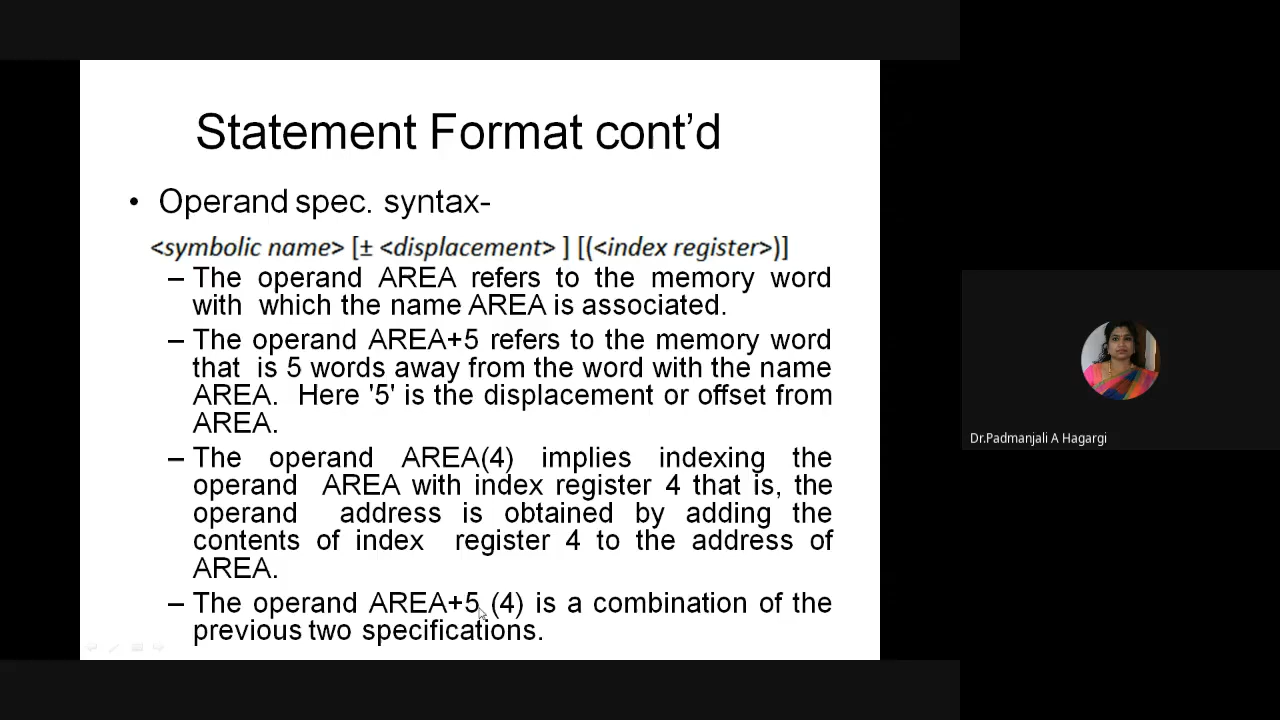 Statement Format cont’d
• Operand spec. syntax-
<symbolic name> [± <displacement> ] [(<index register>)]
– The operand AREA refers to the memory word
with which the name AREA is associated.
– The operand AREA+5 refers to the memory word
that is 5 words away from the word with the name
AREA. Here '5' is the displacement or offset from
AREA.
– The operand AREA(4) implies indexing the
operand AREA with index register 4 that is, the
operand address is obtained by adding the
contents of index register 4 to the address of
AREA.
– The operand AREA+5 (4) is a combination of the
previous two specifications.
Dr.Padmanjali A Hagargi